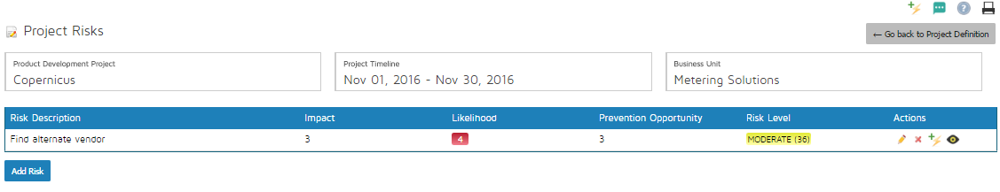 Project Risks
← Go back to Project Definition
Product Development Project
Copernicus
Project Timeline
Nov 01, 2016 - Nov 30, 2016
Business Unit
Metering Solutions
Risk Description Impact Likelihood Prevention Opportunity Risk Level Actions
Find alternate vendor 3 4 3 MODERATE (36)
Add Risk